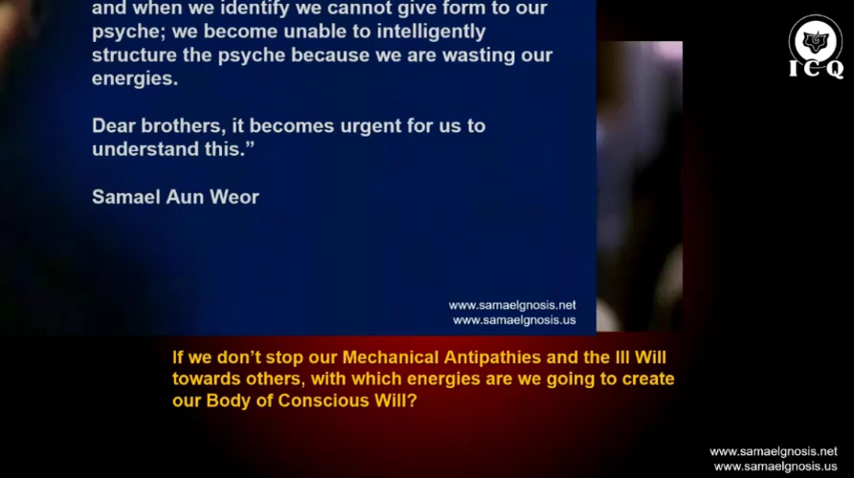 and when we identify we cannot give form to our
psyche; we become unable to intelligently
structure the psyche because we are wasting our
energies.
Dear brothers, it becomes urgent for us to
understand this.”
Samael Aun Weor
www.samaelgnosis.net
www.samaelgnosis.us
ICQ
If we don’t stop our Mechanical Antipathies and the Ill Will
towards others, with which energies are we going to create
our Body of Conscious Will?
www.samaelgnosis.net
www.samaelgnosis.us